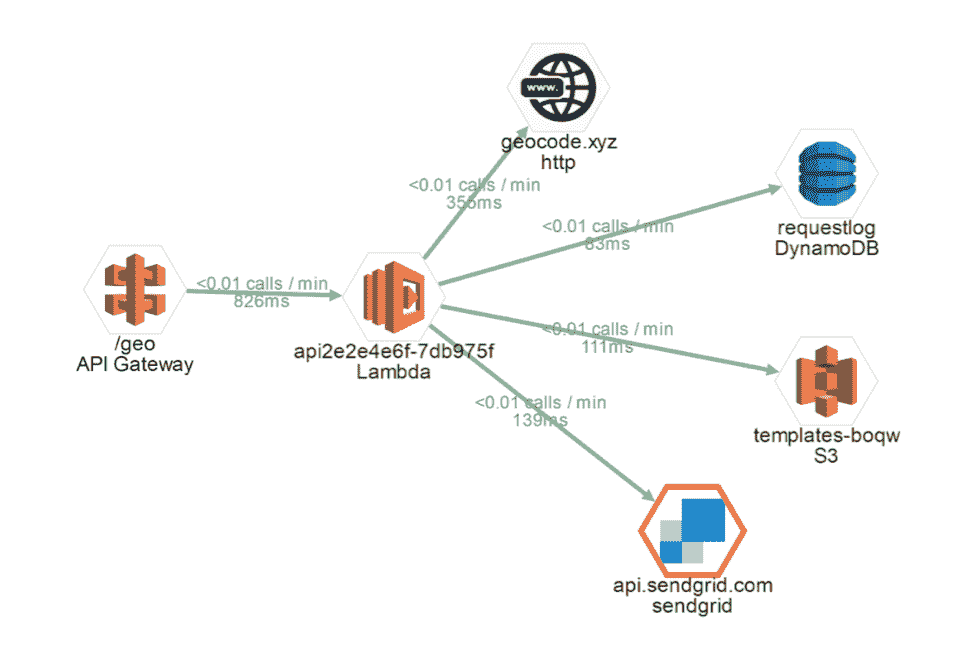 www.
geocode.xyz
http
<0.01 calls / min
355ms
requestlog
DynamoDB
<0.01 calls / min
83ms
/geo
API Gateway
<0.01 calls / min
826ms
api2e2e4e6f-7db975f
Lambda
<0.01 calls / min
111ms
templates-boqw
S3
<0.01 calls / min
139ms
api.sendgrid.com
sendgrid